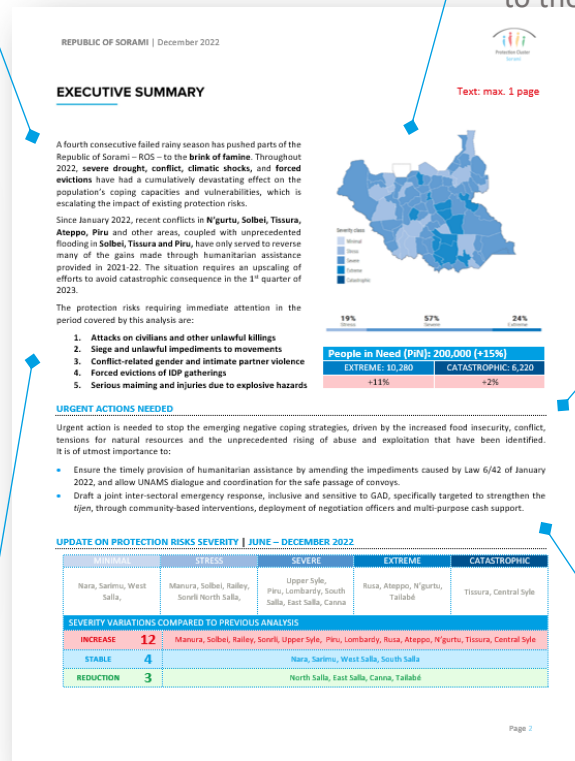 to the
REPUBLIC OF SORAMI | December 2022
Protection Cluster
EXECUTIVE SUMMARY
Text: max. 1 page
A fourth consecutive failed rainy season has pushed parts of the
Republic of Sorami – ROS – to the brink of famine. Throughout
2022, severe drought, conflict, climatic shocks, and forced
evictions have had a cumulatively devastating effect on the
population's coping capacities and vulnerabilities, which is
escalating the impact of existing protection risks.
Since January 2022, recent conflicts in N'gurtu, Solbei, Tissura,
Ateppo, Piru and other areas, coupled with unprecedented
flooding in Solbei, Tissura and Piru, have only served to reverse
many of the gains made through humanitarian assistance
provided in 2021-22. The situation requires an upscaling of
efforts to avoid catastrophic consequence in the 1st quarter of
2023.
The protection risks requiring immediate attention in the
period covered by this analysis are:
1. Attacks on civilians and other unlawful killings
2. Siege and unlawful impediments to movements
3. Conflict-related gender and intimate partner violence
4. Forced evictions of IDP gatherings
5. Serious maiming and injuries due to explosive hazards
Severity class:
Minimal
Stress
Severe
Extreme
Catastrophic
19% 57% 24%
Stress Severe Extreme
People in Need (PiN): 200,000 (+15%)
EXTREME: 10,280 CATASTROPHIC: 6,220
+11% +2%
URGENT ACTIONS NEEDED
Urgent action is needed to stop the emerging negative coping strategies, driven by the increased food insecurity, conflict,
tensions for natural resources and the unprecedented rising of abuse and exploitation that have been identified.
It is of utmost importance to:
• Ensure the timely provision of humanitarian assistance by amending the impediments caused by Law 6/42 of January
2022, and allow UNAMS dialogue and coordination for the safe passage of convoys.
• Draft a joint inter-sectoral emergency response, inclusive and sensitive to GAD, specifically targeted to strengthen the
tijen, through community-based interventions, deployment of negotiation officers and multi-purpose cash support.
UPDATE ON PROTECTION RISKS SEVERITY | JUNE – DECEMBER 2022
MINIMAL STRESS SEVERE EXTREME CATASTROPHIC
Nara, Sarimu, West
Salla,
Manura, Solbei, Railey,
Sonrli North Salla,
Upper Syle,
Piru, Lombardy, South
Salla, East Salla, Canna
Rusa, Ateppo, N'gurtu,
Tailabé
Tissura, Central Syle
SEVERITY VARIATIONS COMPARED TO PREVIOUS ANALYSIS
INCREASE 12 Manura, Solbei, Railey, Sonrli, Upper Syle, Piru, Lombardy, Rusa, Ateppo, N'gurtu, Tissura, Central Syle
STABLE 4 Nara, Sarimu, West Salla, South Salla
REDUCTION 3 North Salla, East Salla, Canna, Tailabé
Page 2